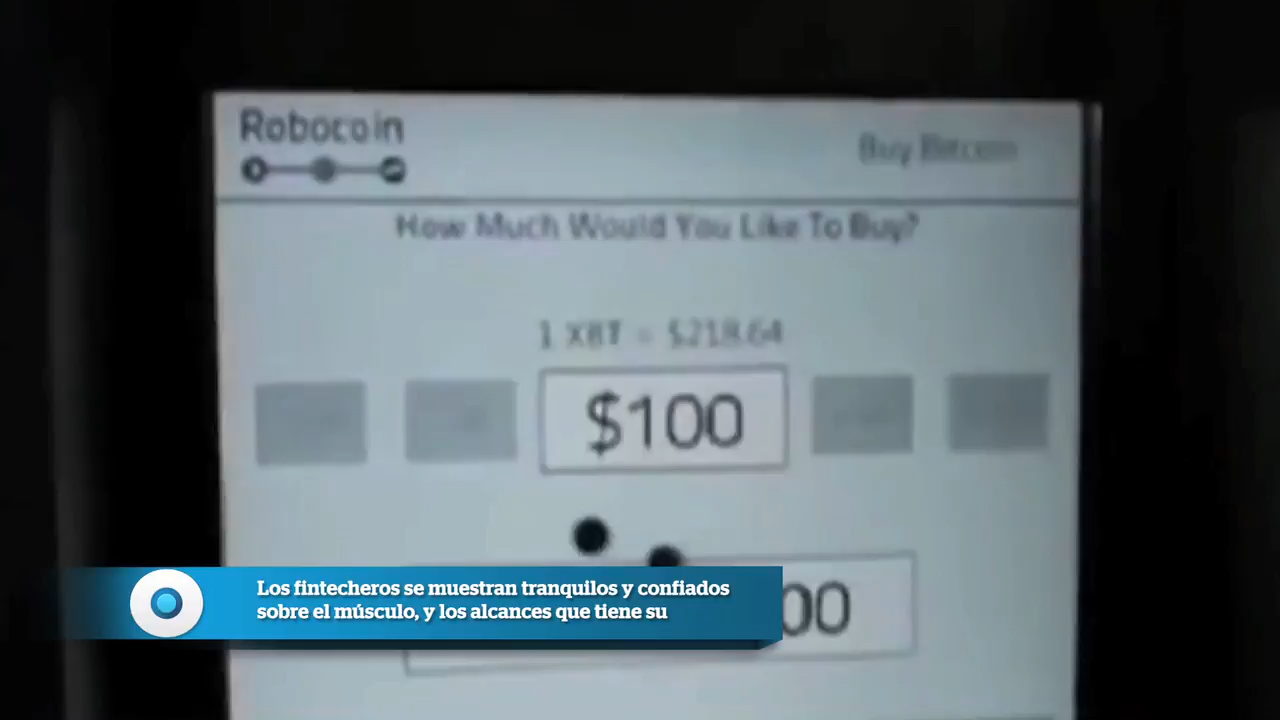 Robocoin
Buy Bitcoin
How Much Would You Like To Buy?
1 XBT = $218.64
$100
00
Los fintecheros se muestran tranquilos y confiados
sobre el músculo, y los alcances que tiene su